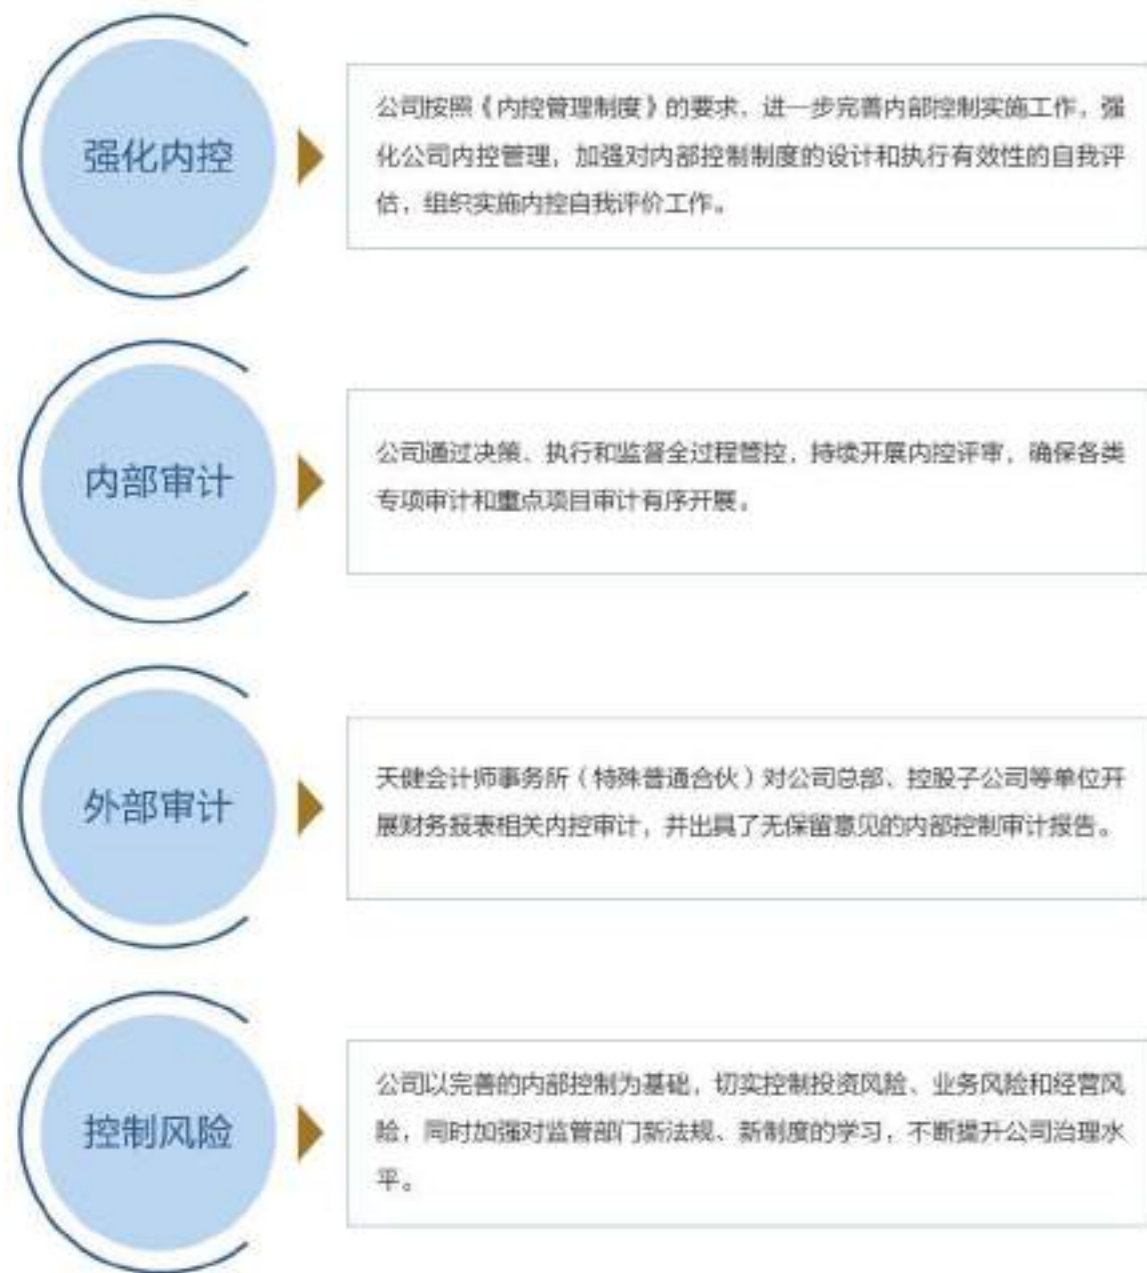 强化内控
公司按照《内控管理制度》的要求，进一步完善内部控制实施工作，强
化公司内控管理，加强对内部控制制度的设计和执行有效性的自我评
估，组织实施内控自我评价工作。
内部审计
公司通过决策、执行和监督全过程管控，持续开展内控评审，确保各类
专项审计和重点项目审计有序开展。
外部审计
天健会计师事务所（特殊普通合伙）对公司总部、控股子公司等单位开
展财务报表相关内控审计，并出具了无保留意见的内部控制审计报告。
控制风险
公司以完善的内部控制为基础，切实控制投资风险、业务风险和经营风
险，同时加强对监管部门新法规、新制度的学习，不断提升公司治理水
平。